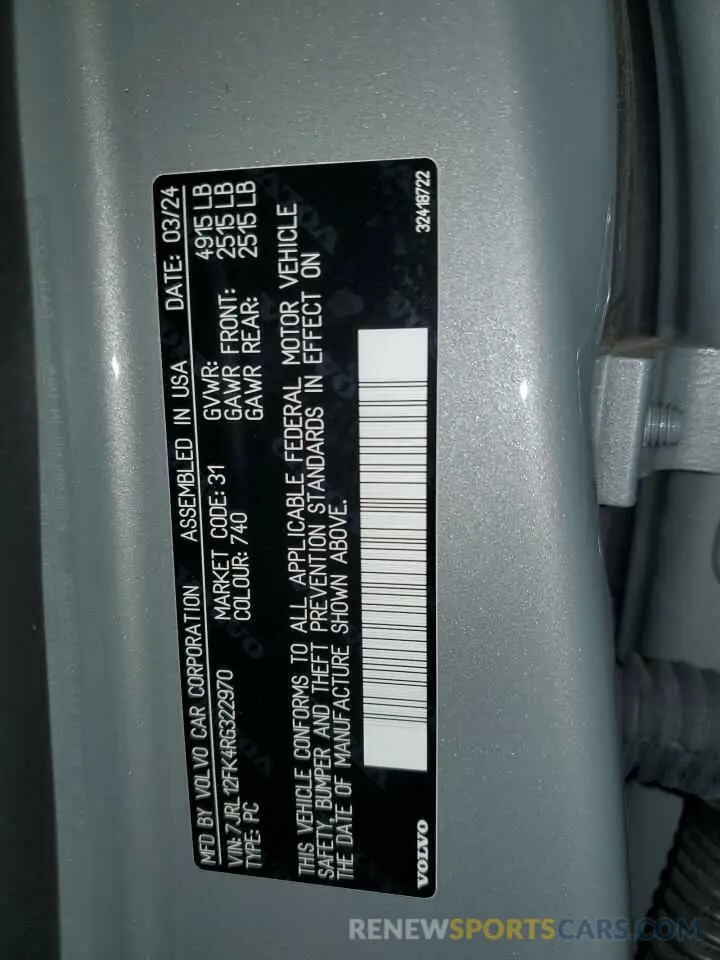 MFD BY VOLVO CAR CORPORATION ASSEMBLED IN USA DATE: 03/24
VIN: 7JRL12FK4RG322970 MARKET CODE: 31 GVWR: 4915 LB
TYPE: PC COLOUR: 740 GAWR FRONT: 2515 LB
GAWR REAR: 2515 LB
THIS VEHICLE CONFORMS TO ALL APPLICABLE FEDERAL MOTOR VEHICLE
SAFETY, BUMPER AND THEFT PREVENTION STANDARDS IN EFFECT ON
THE DATE OF MANUFACTURE SHOWN ABOVE.
VOLVO 32418722
RENEWSPORTSCARS.COM